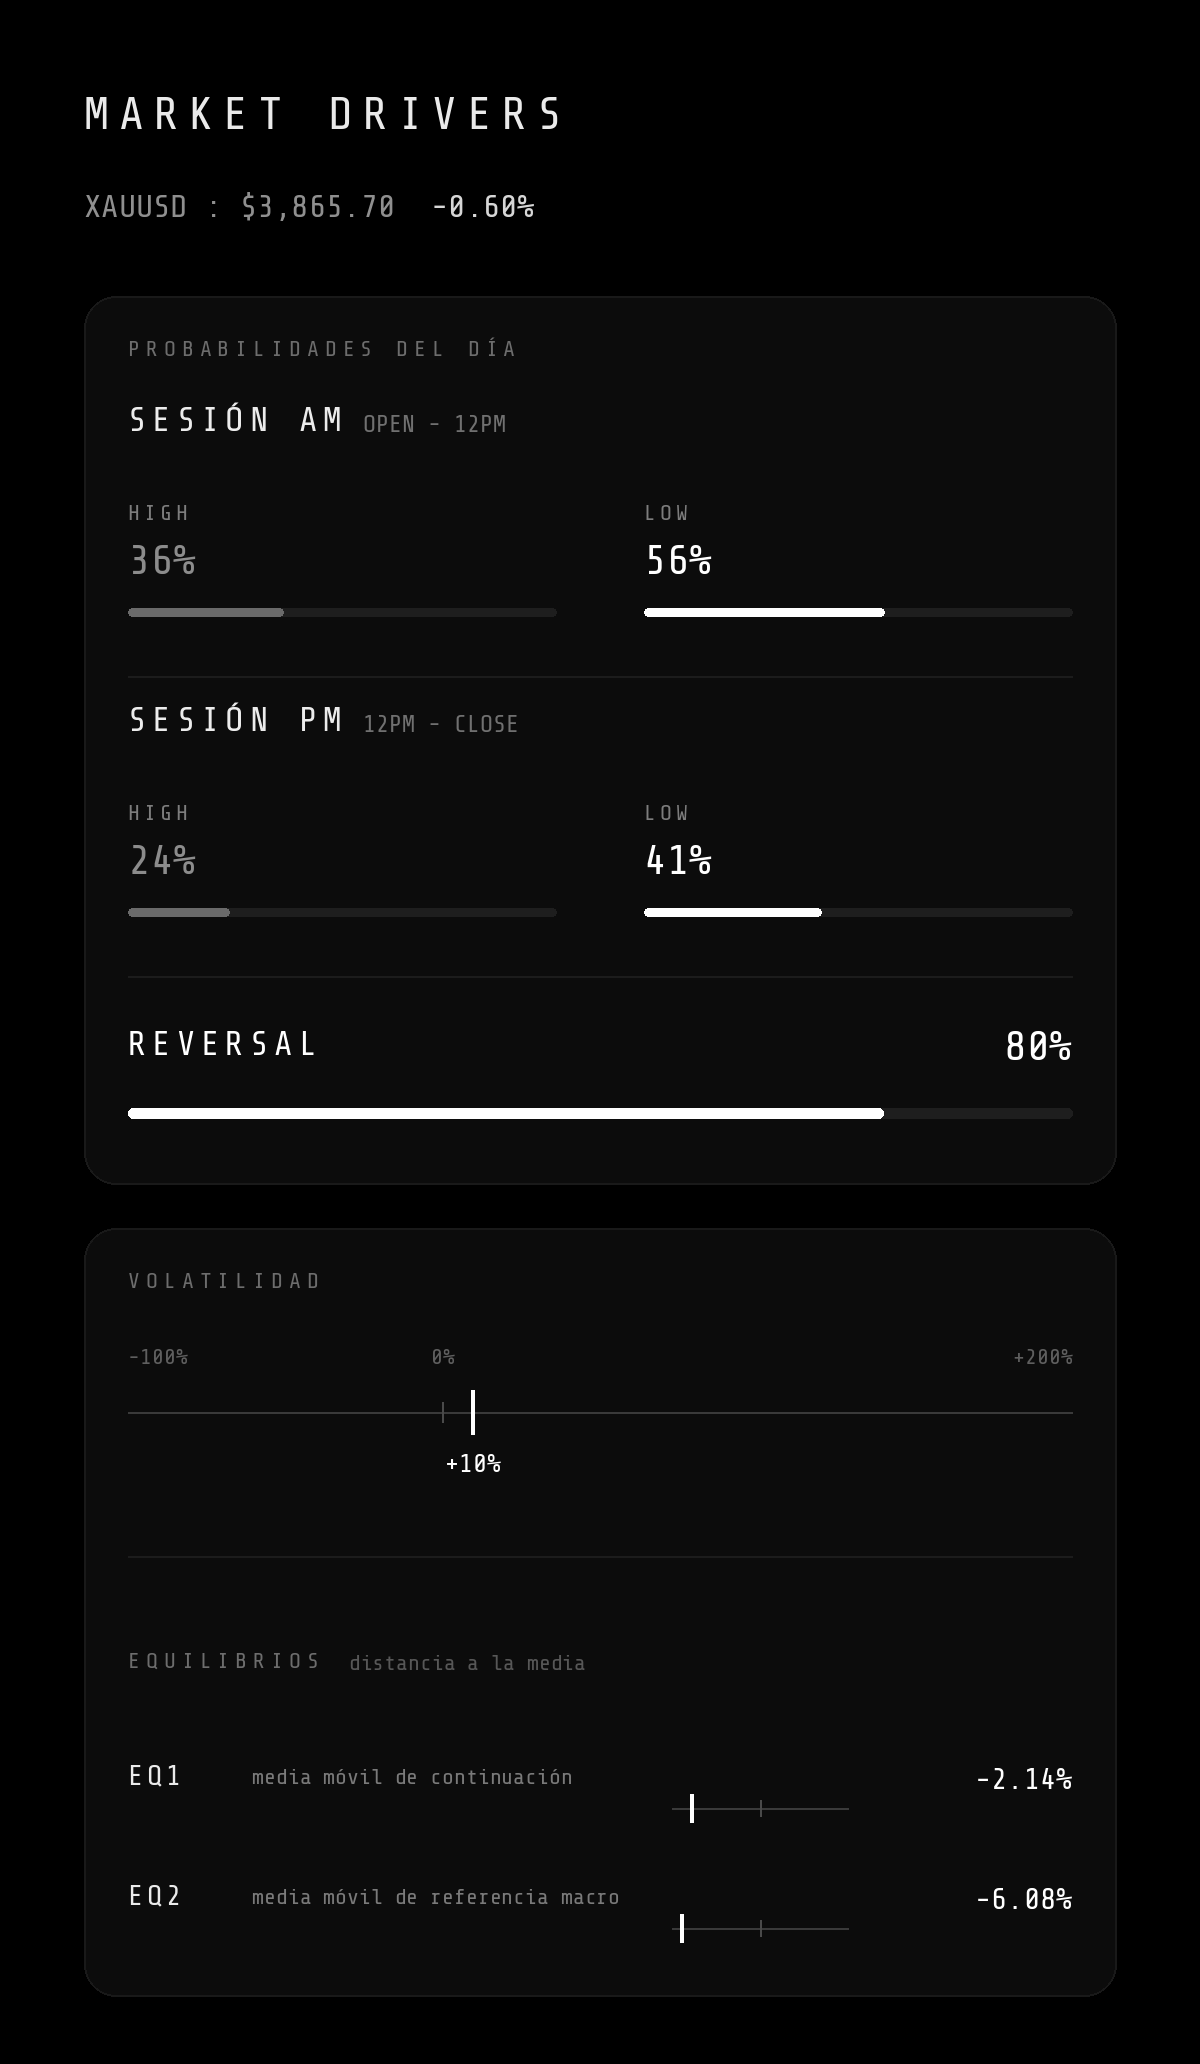 MARKET DRIVERS
XAUUSD : $3,865.70 -0.60%
PROBABILIDADES DEL DÍA
SESIÓN AM OPEN - 12PM
HIGH LOW
36% 56%
SESIÓN PM 12PM - CLOSE
HIGH LOW
24% 41%
REVERSAL 80%
VOLATILIDAD
-100% 0% +200%
+10%
EQUILIBRIOS distancia a la media
EQ1 media móvil de continuación -2.14%
EQ2 media móvil de referencia macro -6.08%